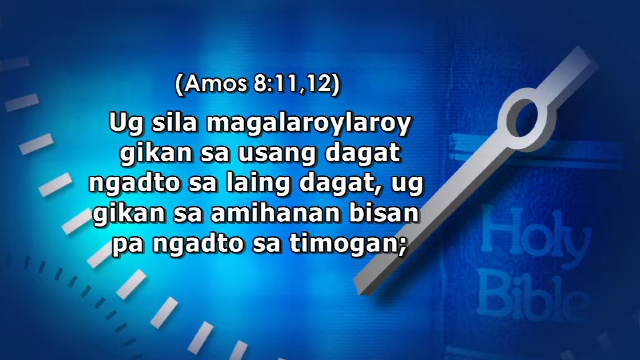 (Amos 8:11,12)
Ug sila magalaroylaroy
gikan sa usang dagat
ngadto sa laing dagat, ug
gikan sa amihanan bisan
pa ngadto sa timogan;
Holy
Bible